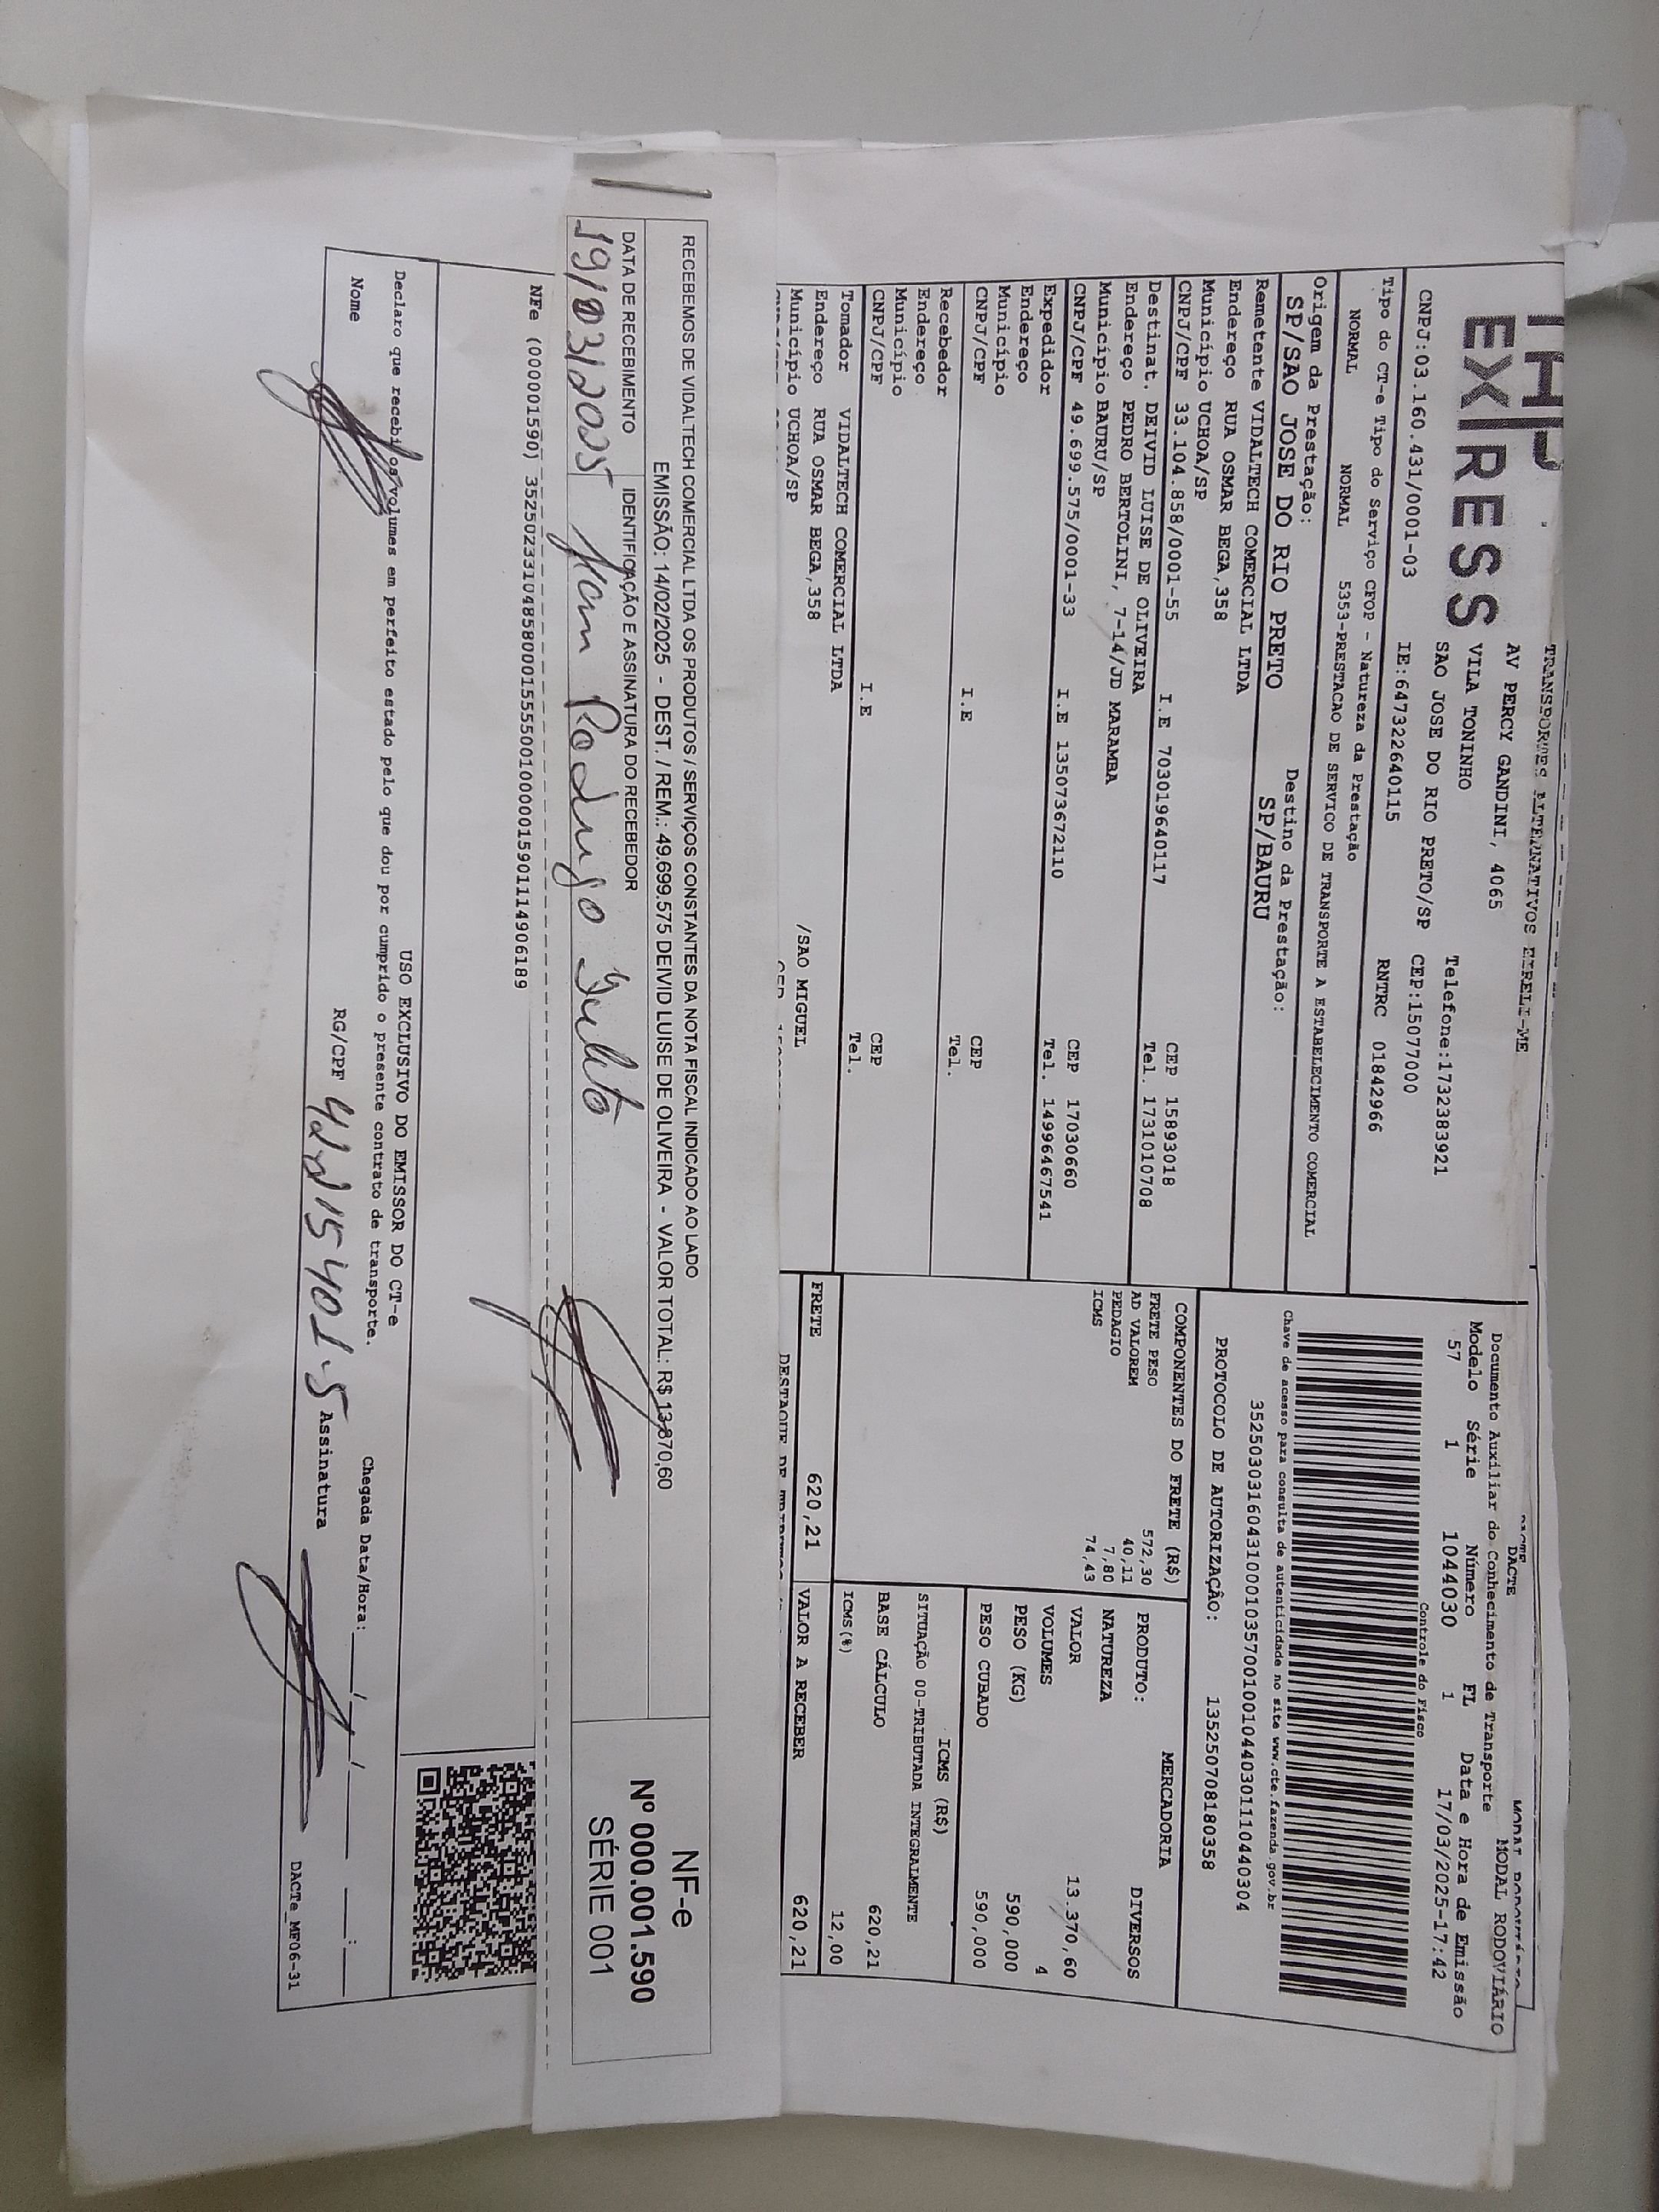 EXPRESS
TRANSPORTES ALTERNATIVOS EIRELI-ME
AV PERCY GANDINI, 4065
VILA TONINHO Telefone:1732383921
SAO JOSE DO RIO PRETO/SP CEP:15077000
CNPJ:03.160.431/0001-03 IE:647322640115 RNTRC 01842966
Tipo do CT-e Tipo do Serviço CFOP - Natureza da Prestação
NORMAL NORMAL 5353-PRESTACAO DE SERVICO DE TRANSPORTE A ESTABELECIMENTO COMERCIAL
Origem da Prestação: Destino da Prestação:
SP/SAO JOSE DO RIO PRETO SP/BAURU
Remetente VIDALTECH COMERCIAL LTDA
Endereço RUA OSMAR BEGA,358
Município UCHOA/SP CEP 15893018
CNPJ/CPF 33.104.858/0001-55 I.E 703019640117 Tel. 1731010708
Destinat. DEIVID LUISE DE OLIVEIRA
Endereço PEDRO BERTOLINI, 7-14/JD MARAMBA
Município BAURU/SP CEP 17030660
CNPJ/CPF 49.699.575/0001-33 I.E 13507367​2110 Tel. 14996467541
Expedidor
Endereço
Município CEP
CNPJ/CPF I.E Tel.
Recebedor
Endereço
Município CEP
CNPJ/CPF I.E Tel.
Tomador VIDALTECH COMERCIAL LTDA
Endereço RUA OSMAR BEGA,358 /SAO MIGUEL
Município UCHOA/SP
DACTE
MODAL RODOVIÁRIO
Documento Auxiliar do Conhecimento de Transporte
Modelo Série Número FL Data e Hora de Emissão
57 1 1044030 1 17/03/2025-17:42
Controle do Fisco
Chave de acesso para consulta de autenticidade no site www.cte.fazenda.gov.br
35250303160431000103570010010440301110440304
PROTOCOLO DE AUTORIZAÇÃO: 135250708180358
COMPONENTES DO FRETE (R$)
FRETE PESO 572,30
AD VALOREM 40,11
PEDAGIO 7,80
ICMS 74,43
MERCADORIA
PRODUTO: DIVERSOS
NATUREZA
VALOR 13.370,60
VOLUMES 4
PESO (KG) 590,000
PESO CUBADO 590,000
ICMS (R$)
SITUAÇÃO 00-TRIBUTADA INTEGRALMENTE
BASE CÁLCULO 620,21
ICMS(%) 12,00
FRETE 620,21 VALOR A RECEBER 620,21
RECEBEMOS DE VIDALTECH COMERCIAL LTDA OS PRODUTOS / SERVIÇOS CONSTANTES DA NOTA FISCAL INDICADO AO LADO
EMISSÃO: 14/02/2025 - DEST. / REM.: 49.699.575 DEIVID LUISE DE OLIVEIRA - VALOR TOTAL: R$ 13.370,60
DATA DE RECEBIMENTO IDENTIFICAÇÃO E ASSINATURA DO RECEBEDOR
19/03/2025
NF-e
Nº 000.001.590
SÉRIE 001
NFe (000001590) 35250233104858000155550010000015901114906189
USO EXCLUSIVO DO EMISSOR DO CT-e
Declaro que recebi os volumes em perfeito estado pelo que dou por cumprido o presente contrato de transporte.
Chegada Data/Hora: / / :
Nome RG/CPF 42215401-5 Assinatura
DACTe_MF06-31